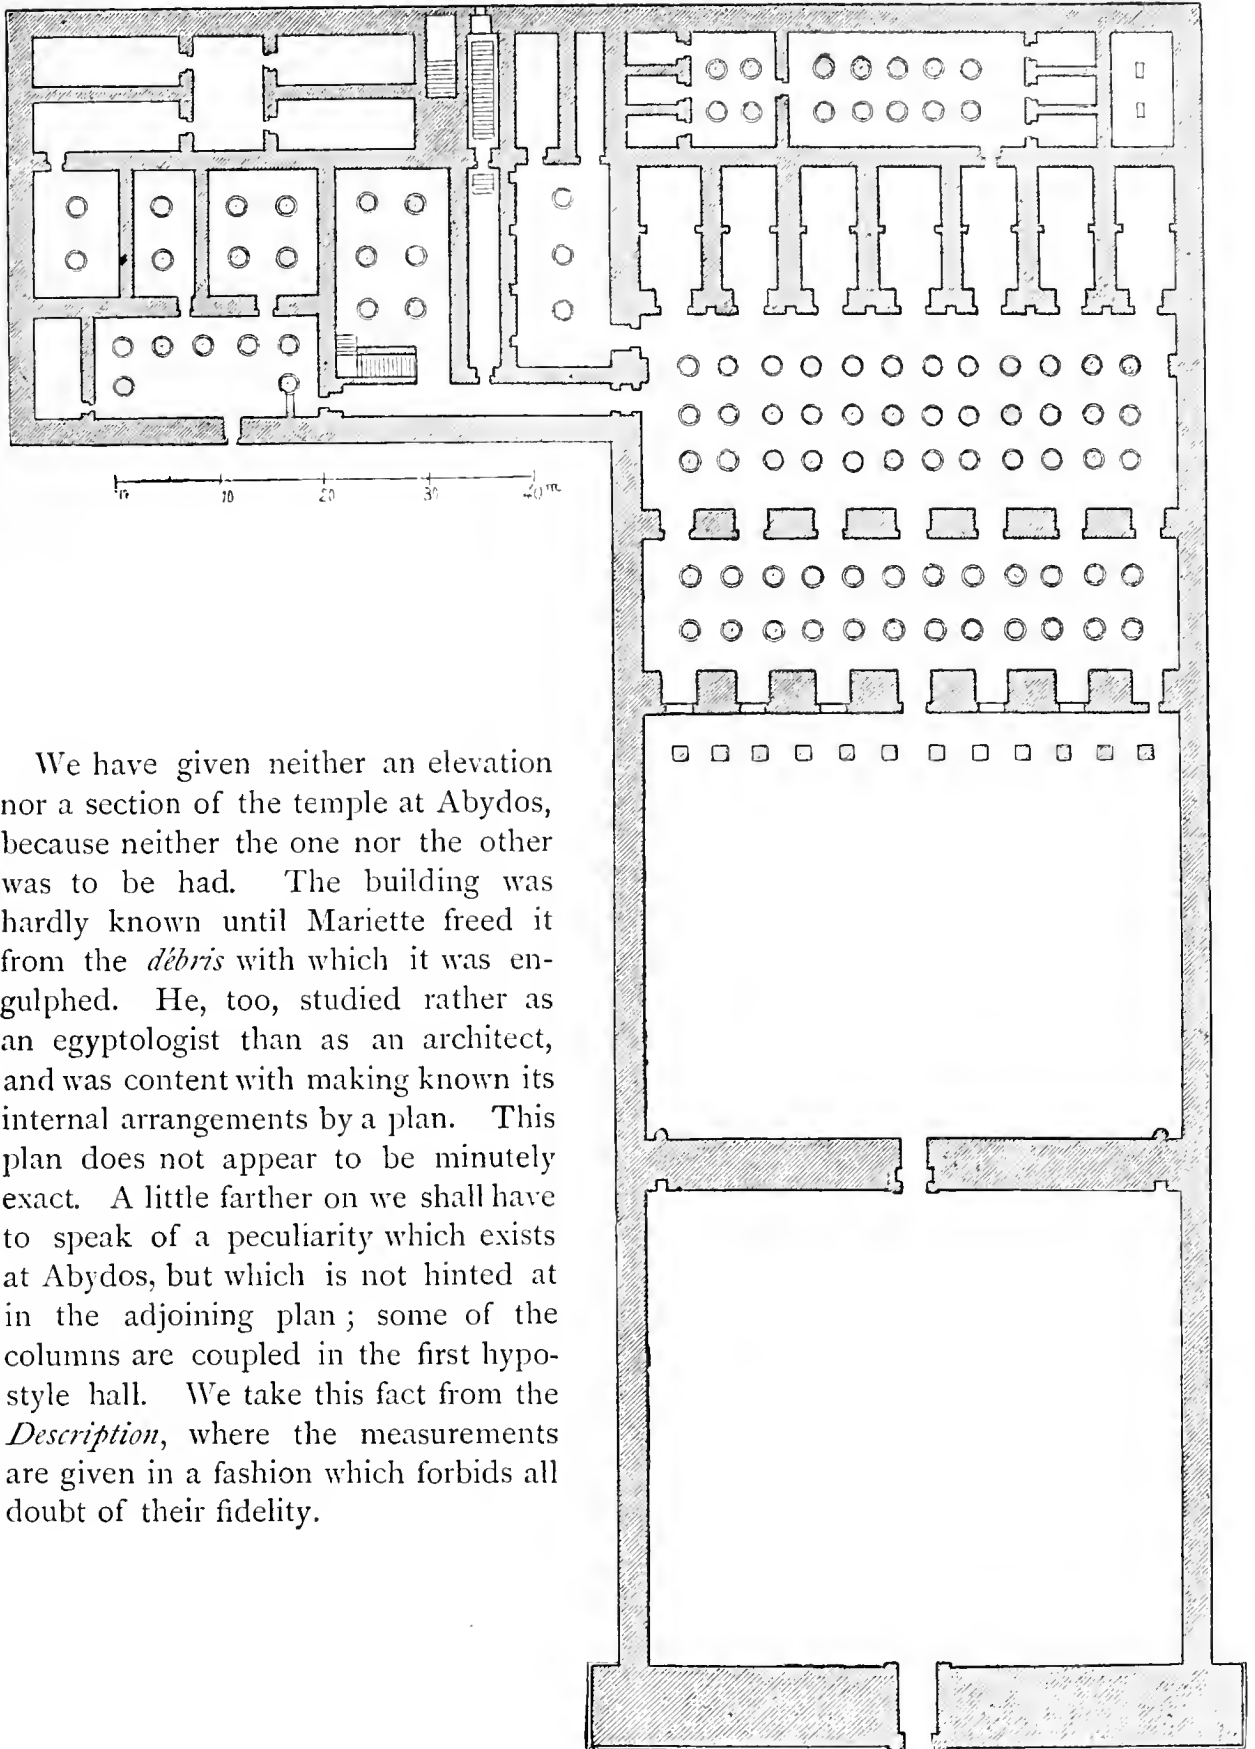 10
20
30
40ᵐ
We have given neither an elevation
nor a section of the temple at Abydos,
because neither the one nor the other
was to be had. The building was
hardly known until Mariette freed it
from the débris with which it was en-
gulphed. He, too, studied rather as
an egyptologist than as an architect,
and was content with making known its
internal arrangements by a plan. This
plan does not appear to be minutely
exact. A little farther on we shall have
to speak of a peculiarity which exists
at Abydos, but which is not hinted at
in the adjoining plan ; some of the
columns are coupled in the first hypo-
style hall. We take this fact from the
Description, where the measurements
are given in a fashion which forbids all
doubt of their fidelity.